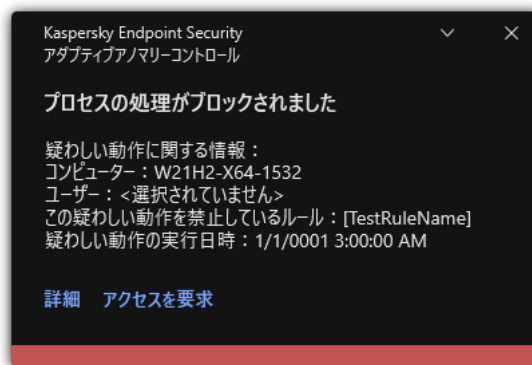 Kaspersky Endpoint Security
アダプティブアノマリーコントロール
プロセスの処理がブロックされました
疑わしい動作に関する情報：
コンピューター：W21H2-X64-1532
ユーザー：<選択されていません>
この疑わしい動作を禁止しているルール：[TestRuleName]
疑わしい動作の実行日時：1/1/0001 3:00:00 AM
詳細 アクセスを要求